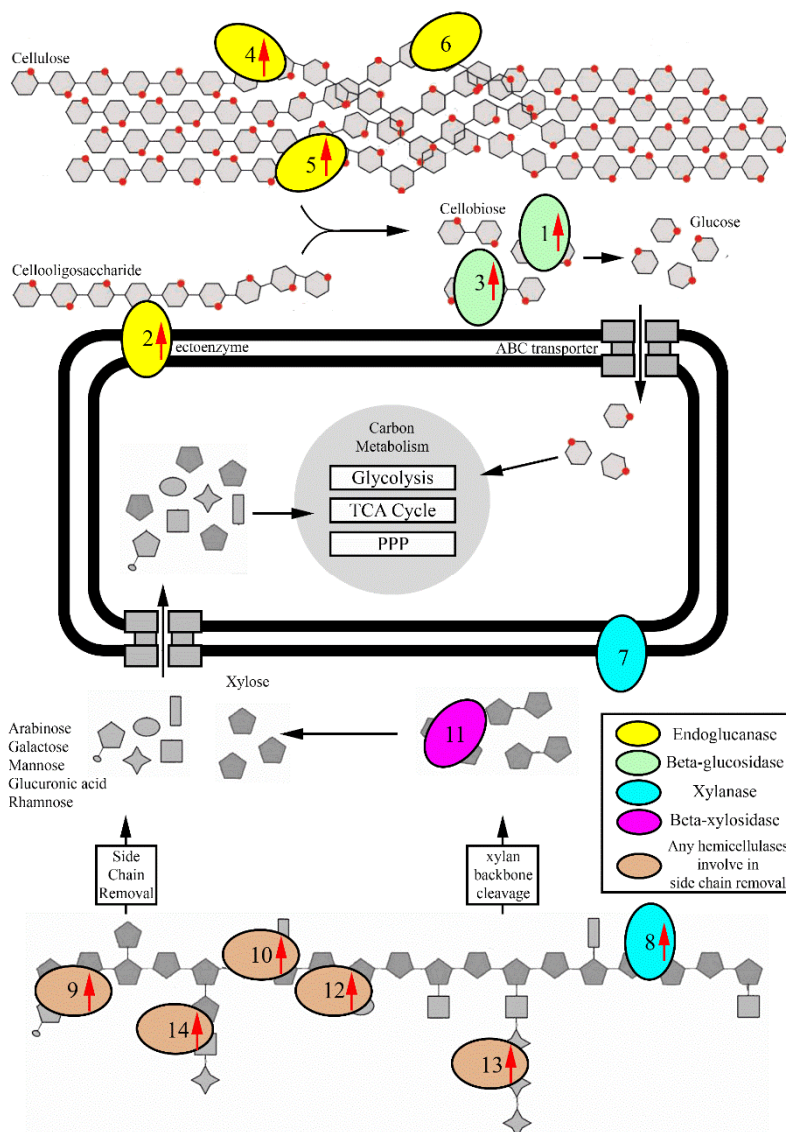 4
6
Cellulose
5
Cellobiose
1
Glucose
Cellooligosaccharide
3
2
ectoenzyme
ABC transporter
Carbon
Metabolism
Glycolysis
TCA Cycle
PPP
7
Xylose
Arabinose
Galactose
Mannose
Glucuronic acid
Rhamnose
11
Endoglucanase
Beta-glucosidase
Xylanase
Beta-xylosidase
Any hemicellulases
involve in
side chain removal
Side
Chain
Removal
xylan
backbone
cleavage
8
10
9
12
14
13